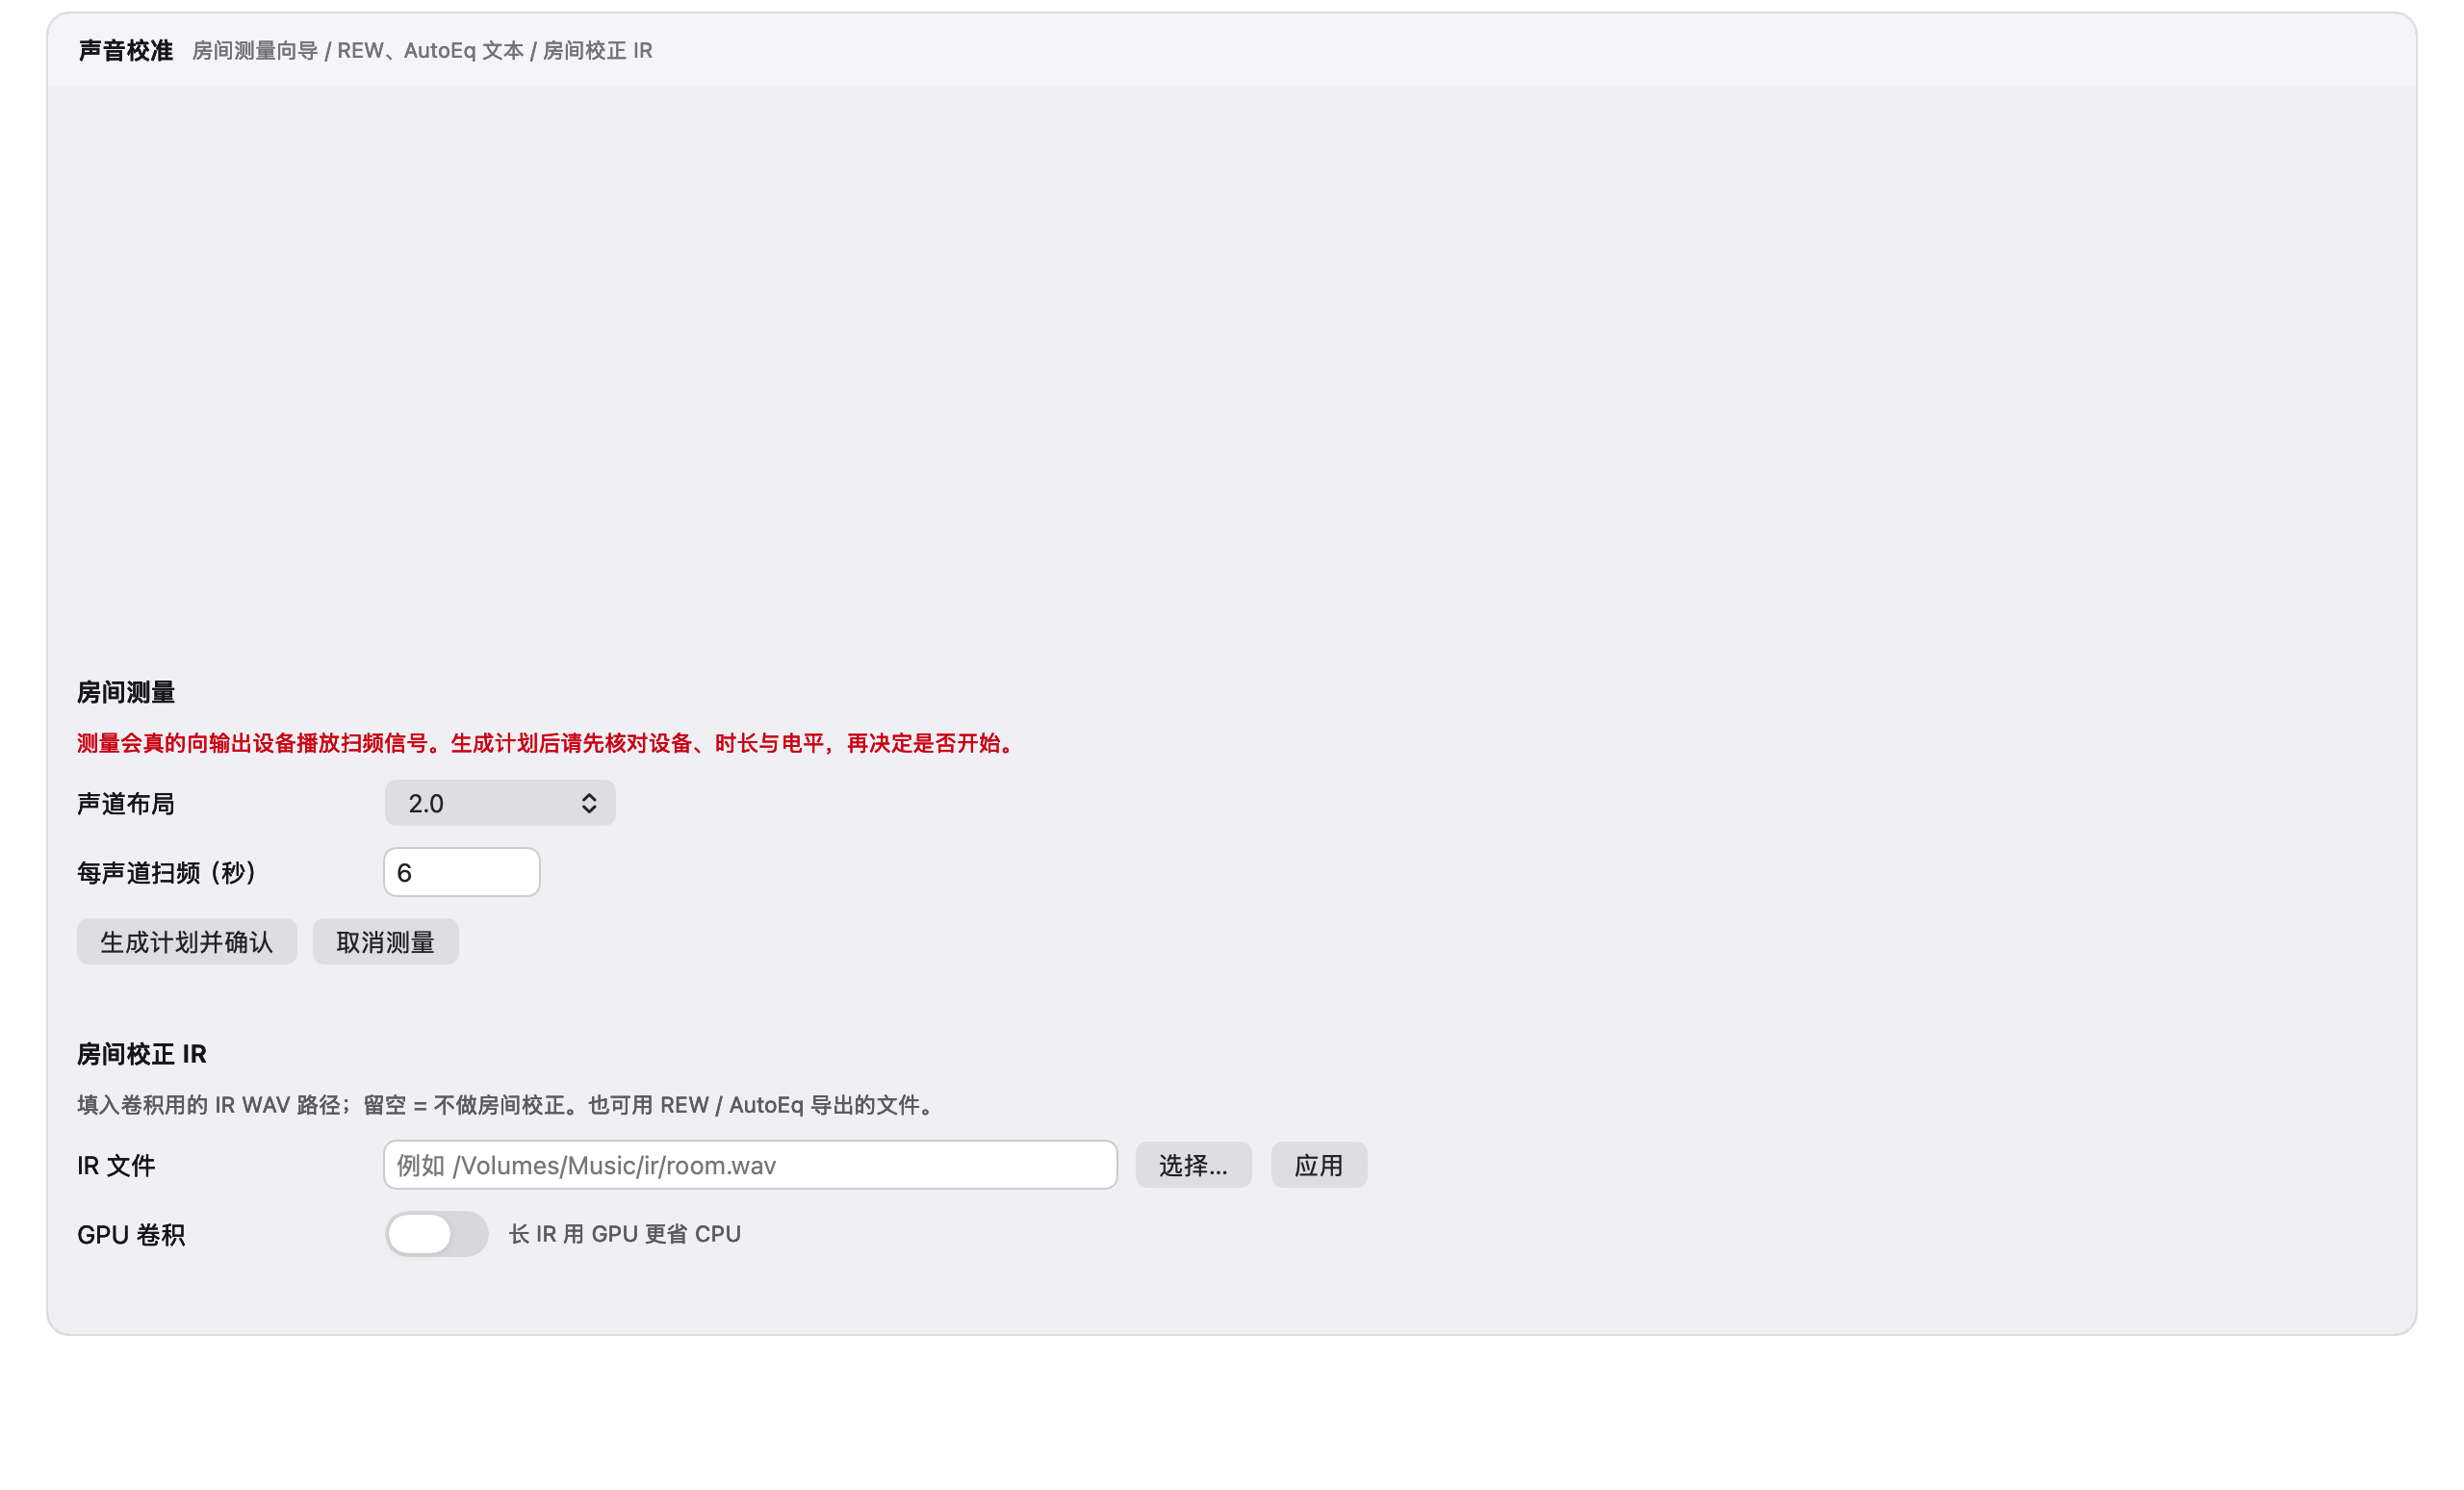 声音校准 房间测量向导 / REW、AutoEq 文本 / 房间校正 IR
房间测量
测量会真的向输出设备播放扫频信号。生成计划后请先核对设备、时长与电平，再决定是否开始。
声道布局 2.0
每声道扫频（秒） 6
生成计划并确认 取消测量
房间校正 IR
填入卷积用的 IR WAV 路径；留空 = 不做房间校正。也可用 REW / AutoEq 导出的文件。
IR 文件 例如 /Volumes/Music/ir/room.wav 选择... 应用
GPU 卷积 长 IR 用 GPU 更省 CPU